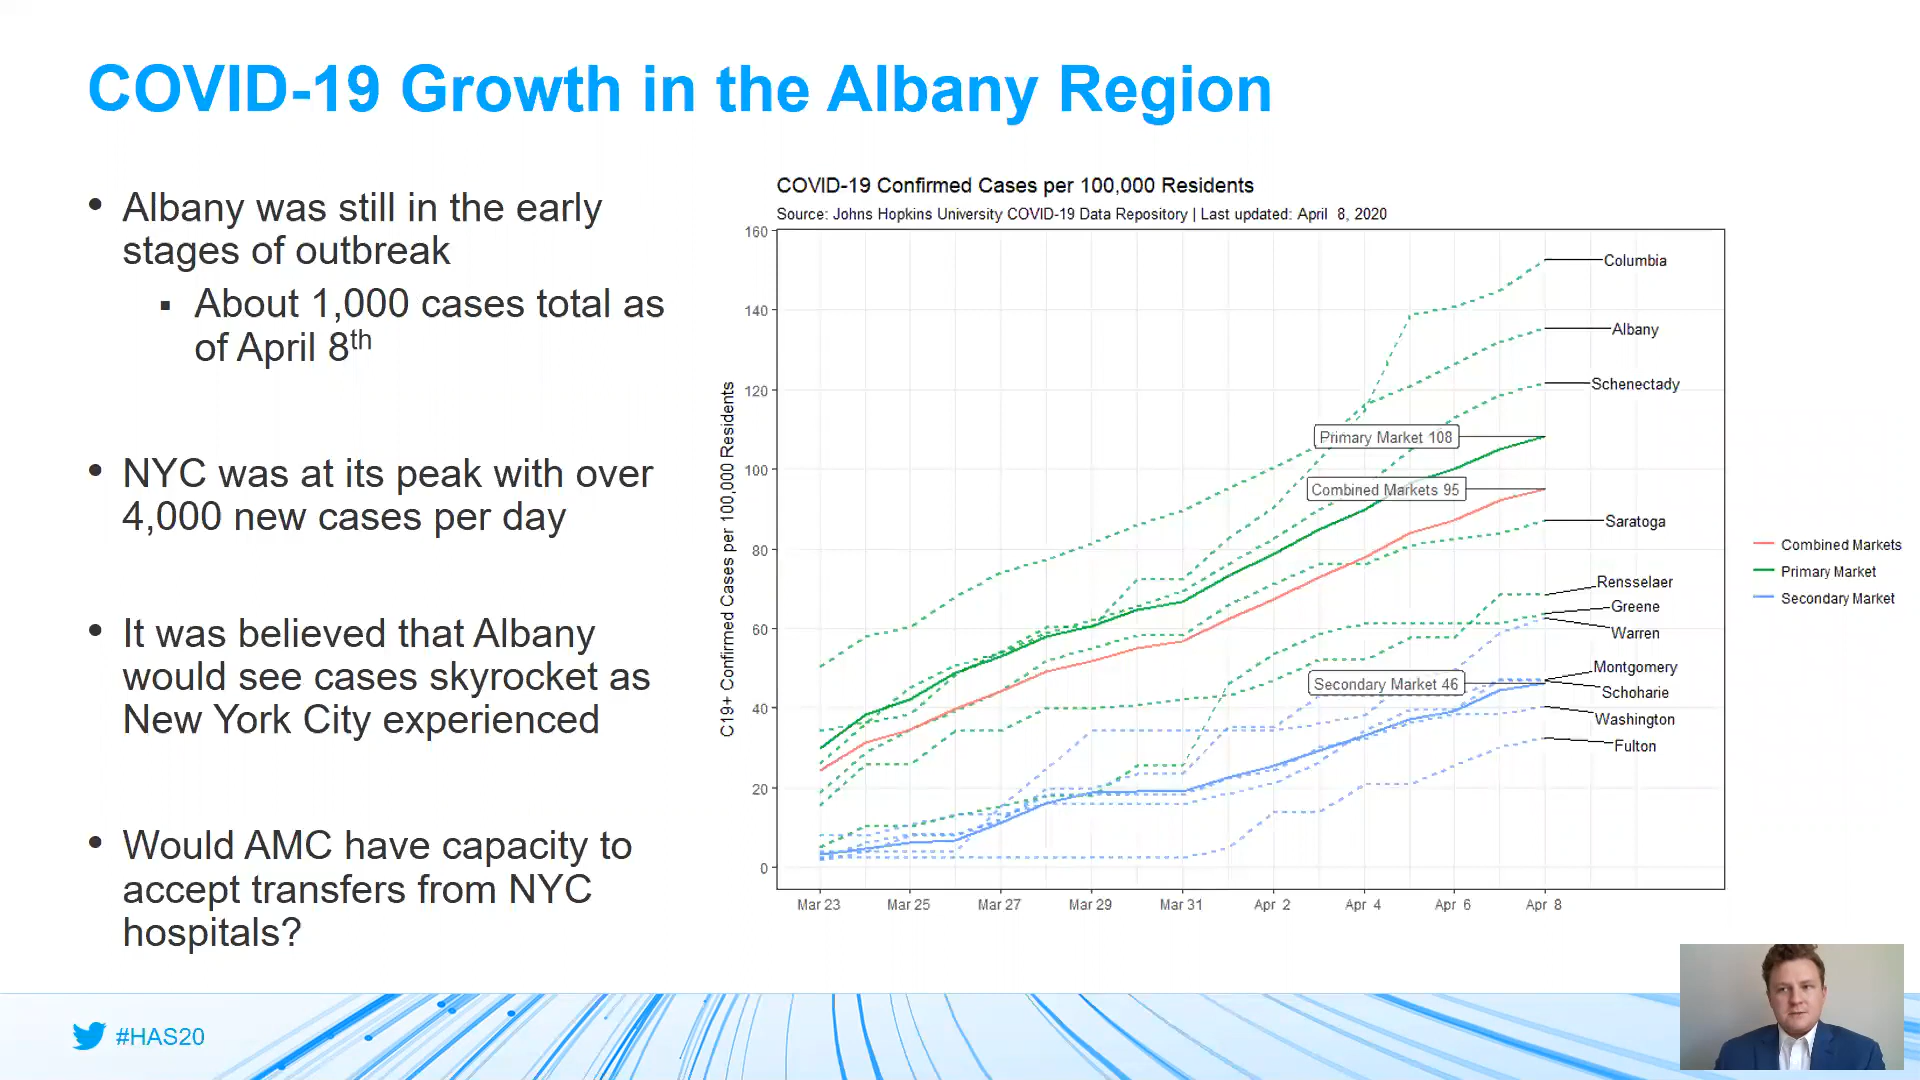 COVID-19 Growth in the Albany Region
• Albany was still in the early
stages of outbreak
▪ About 1,000 cases total as
of April 8th
• NYC was at its peak with over
4,000 new cases per day
• It was believed that Albany
would see cases skyrocket as
New York City experienced
• Would AMC have capacity to
accept transfers from NYC
hospitals?
COVID-19 Confirmed Cases per 100,000 Residents
Source: Johns Hopkins University COVID-19 Data Repository | Last updated: April 8, 2020
C19+ Confirmed Cases per 100,000 Residents
160
140
120
100
80
60
40
20
0
Mar 23 Mar 25 Mar 27 Mar 29 Mar 31 Apr 2 Apr 4 Apr 6 Apr 8
Columbia
Albany
Schenectady
Primary Market 108
Combined Markets 95
Saratoga
Rensselaer
Greene
Warren
Montgomery
Secondary Market 46
Schoharie
Washington
Fulton
Combined Markets
Primary Market
Secondary Market
#HAS20